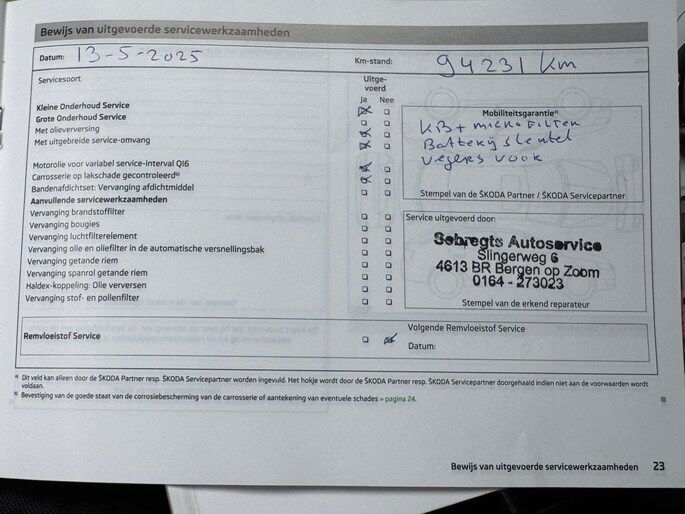 Bewijs van uitgevoerde servicewerkzaamheden
Datum: 13-5-2025
Km-stand: 94231 km
Servicesoort
Uitge-
voerd
Ja Nee
Kleine Onderhoud Service
Grote Onderhoud Service
Met olieverversing
Met uitgebreide service-omvang
Motorolie voor variabel service-interval QI6
Carrosserie op lakschade gecontroleerd b)
Bandenafdichtset: Vervanging afdichtmiddel
Aanvullende servicewerkzaamheden
Vervanging brandstoffilter
Vervanging bougies
Vervanging luchtfilterelement
Vervanging olie en oliefilter in de automatische versnellingsbak
Vervanging getande riem
Vervanging spanrol getande riem
Haldex-koppeling: Olie verversen
Vervanging stof- en pollenfilter
Mobiliteitsgarantie a)
KB + microfilter
Batterij sleutel
vegers voor
Stempel van de ŠKODA Partner / ŠKODA Servicepartner
Service uitgevoerd door:
Sebregts Autoservice
Slingerweg 6
4613 BR Bergen op Zoom
0164 - 273023
Stempel van de erkend reparateur
Remvloeistof Service
Volgende Remvloeistof Service
Datum:
a) Dit veld kan alleen door de ŠKODA Partner resp. ŠKODA Servicepartner worden ingevuld. Het hokje wordt door de ŠKODA Partner resp. ŠKODA Servicepartner doorgehaald indien niet aan de voorwaarden wordt
voldaan.
b) Bevestiging van de goede staat van de corrosiebescherming van de carrosserie of aantekening van eventuele schades » pagina 24.
Bewijs van uitgevoerde servicewerkzaamheden 23